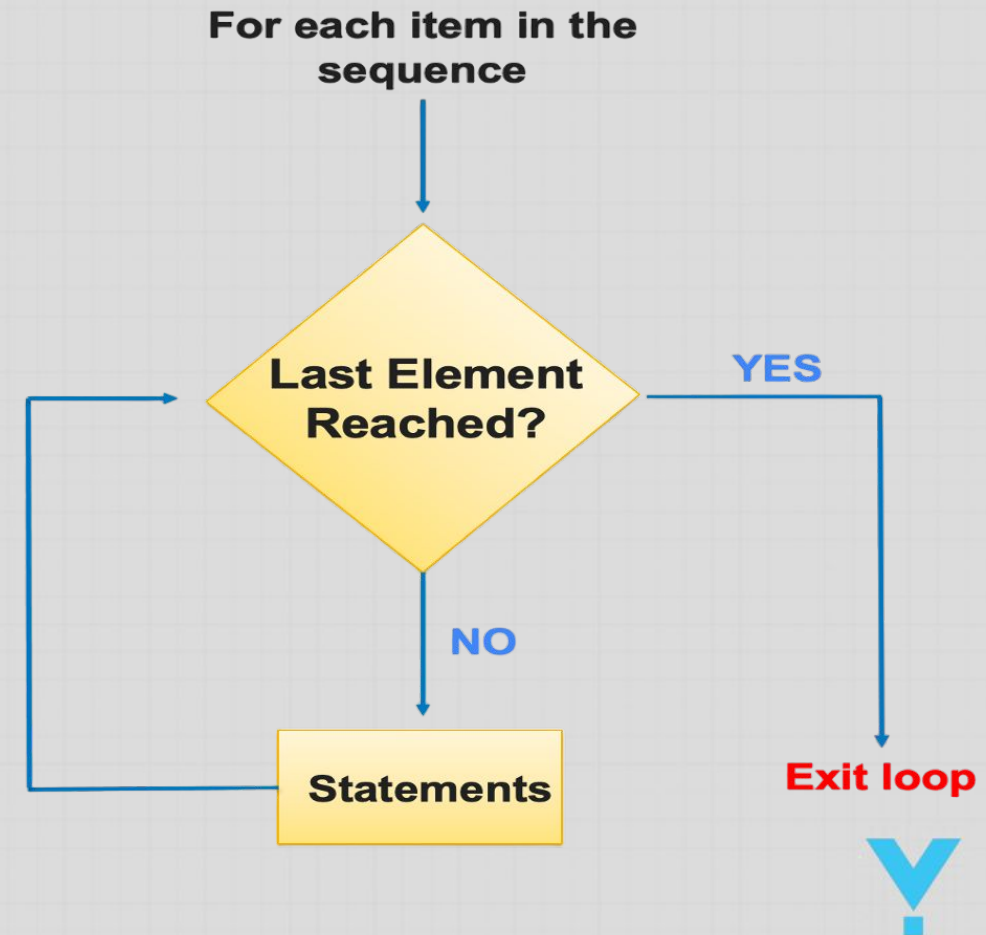 For each item in the
sequence
Last Element
Reached?
YES
NO
Statements
Exit loop